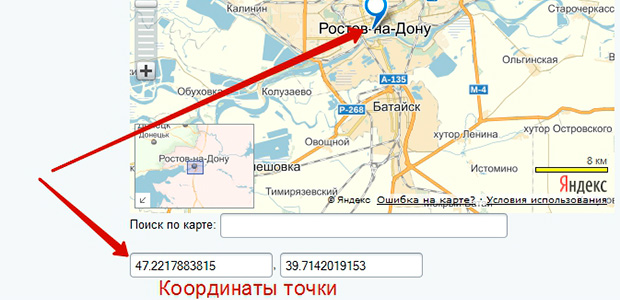 Калинин
Старочеркасск
Ростов-на-Дону
Ольгинская
А-135
М-4
Обуховка
Колузаево
Батайск
Р-268
хутор Ленина
хутор Островского
Овощной
Донецк
Ростов-на-Дону
Истомино
8 км
Тимирязевский
Яндекс
© Яндекс Ошибка на карте? · Условия использования
Поиск по карте:
47.2217883815 , 39.7142019153
Координаты точки